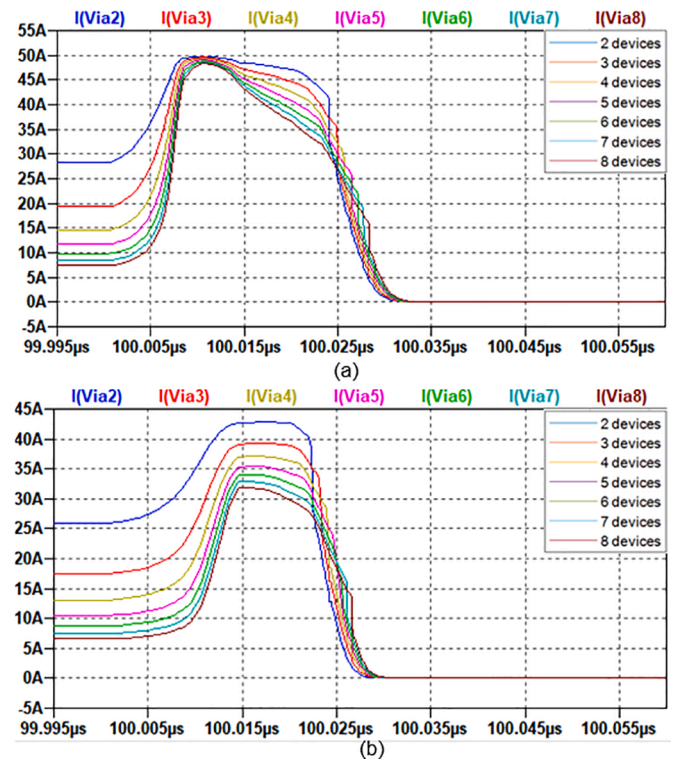 I(Via2) I(Via3) I(Via4) I(Via5) I(Via6) I(Via7) I(Via8)
55A
50A
45A
40A
35A
30A
25A
20A
15A
10A
5A
0A
-5A
2 devices
3 devices
4 devices
5 devices
6 devices
7 devices
8 devices
99.995µs 100.005µs 100.015µs 100.025µs 100.035µs 100.045µs 100.055µs
(a)
I(Via2) I(Via3) I(Via4) I(Via5) I(Via6) I(Via7) I(Via8)
45A
40A
35A
30A
25A
20A
15A
10A
5A
0A
-5A
2 devices
3 devices
4 devices
5 devices
6 devices
7 devices
8 devices
99.995µs 100.005µs 100.015µs 100.025µs 100.035µs 100.045µs 100.055µs
(b)